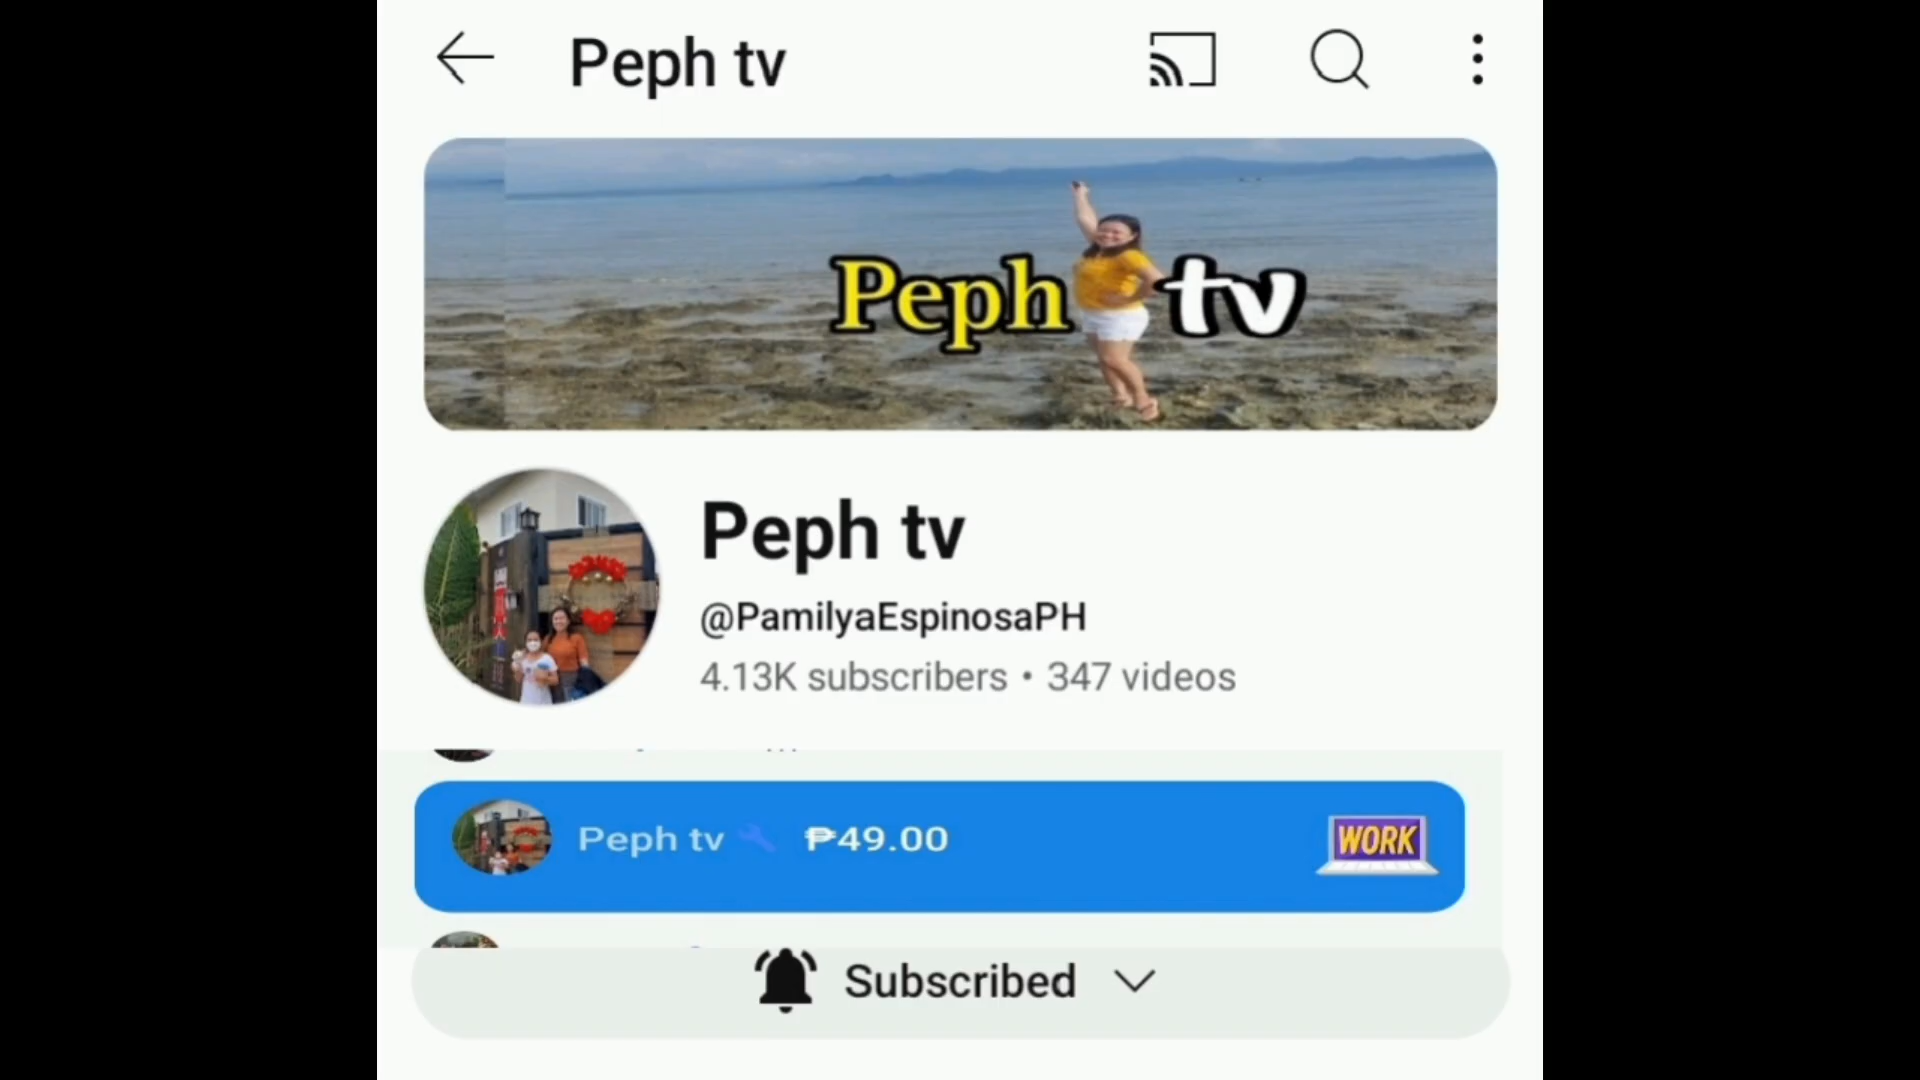 Peph tv
Peph tv
Peph tv
@PamilyaEspinosaPH
4.13K subscribers • 347 videos
Peph tv ₱49.00
WORK
Subscribed